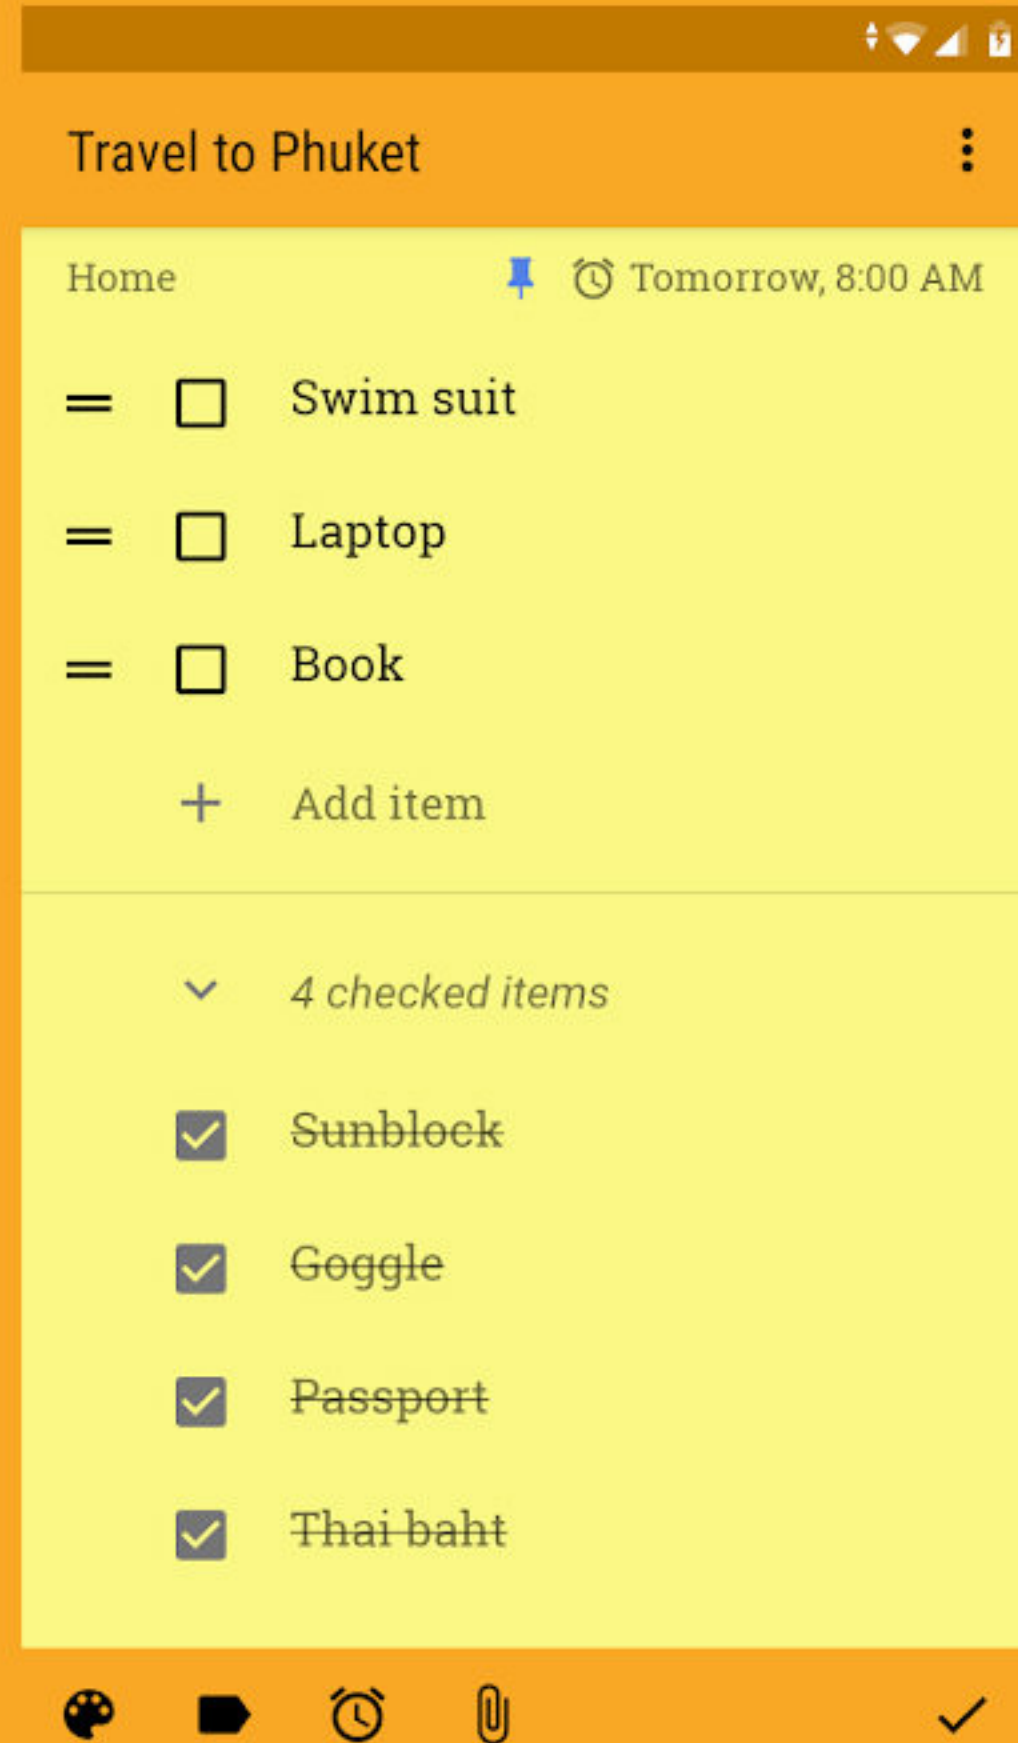 Travel to Phuket
Home Tomorrow, 8:00 AM
Swim suit
Laptop
Book
Add item
4 checked items
Sunblock
Goggle
Passport
Thai baht